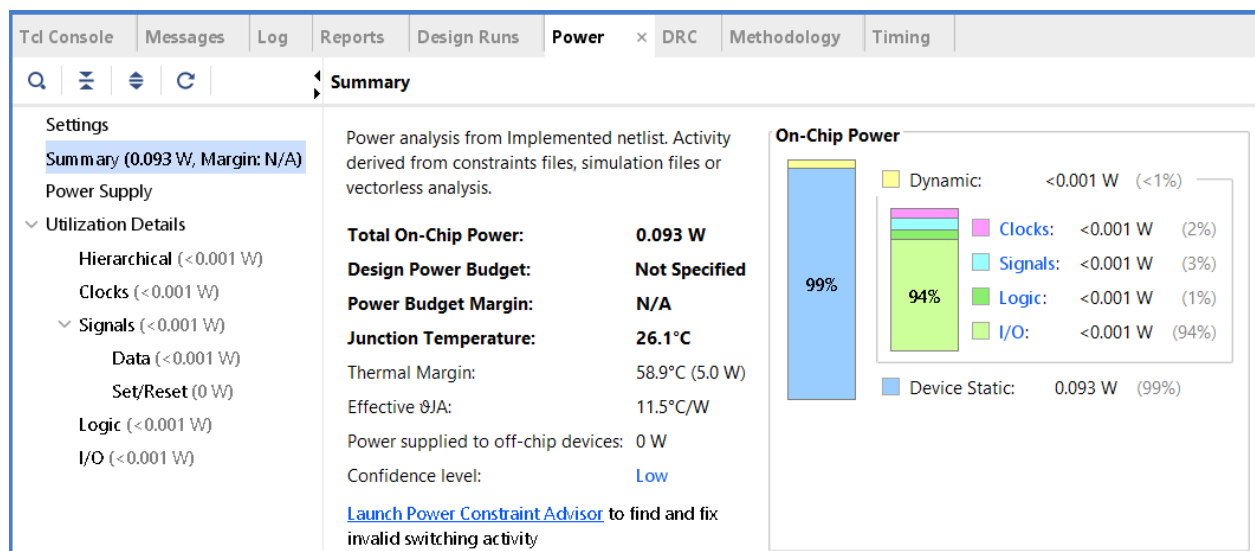 Tcl Console Messages Log Reports Design Runs Power × DRC Methodology Timing
Summary
Settings
Summary (0.093 W, Margin: N/A)
Power Supply
Utilization Details
Hierarchical (<0.001 W)
Clocks (<0.001 W)
Signals (<0.001 W)
Data (<0.001 W)
Set/Reset (0 W)
Logic (<0.001 W)
I/O (<0.001 W)
Power analysis from Implemented netlist. Activity
derived from constraints files, simulation files or
vectorless analysis.
Total On-Chip Power: 0.093 W
Design Power Budget: Not Specified
Power Budget Margin: N/A
Junction Temperature: 26.1°C
Thermal Margin: 58.9°C (5.0 W)
Effective ϑJA: 11.5°C/W
Power supplied to off-chip devices: 0 W
Confidence level: Low
Launch Power Constraint Advisor to find and fix
invalid switching activity
On-Chip Power
Dynamic: <0.001 W (<1%)
Clocks: <0.001 W (2%)
Signals: <0.001 W (3%)
Logic: <0.001 W (1%)
I/O: <0.001 W (94%)
99%
94%
Device Static: 0.093 W (99%)